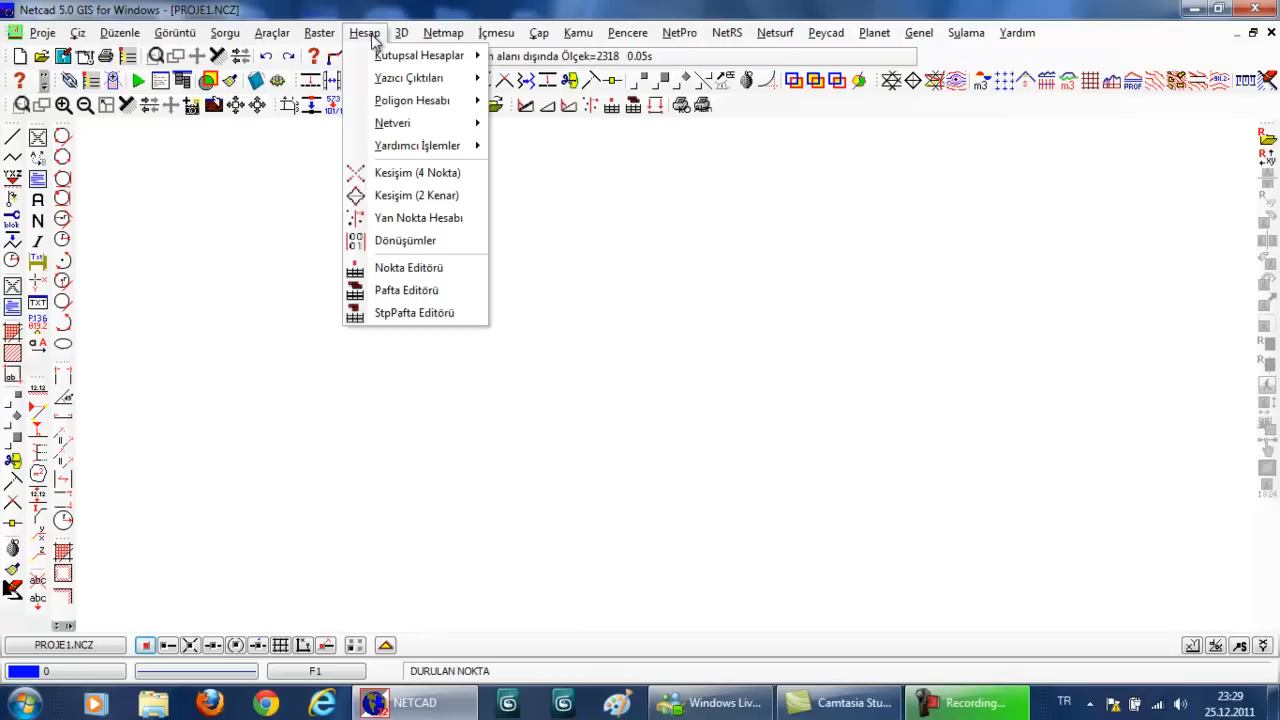 Netcad 5.0 GIS for Windows - [PROJE1.NCZ]
Proje Çiz Düzenle Görüntü Sorgu Araçlar Raster Hesap 3D Netmap İçmesu Çap Kamu Pencere NetPro NetRS Netsurf Peycad Planet Genel Sulama Yardım
m alanı dışında Ölçek=2318 0.05s
Kutupsal Hesaplar
Yazıcı Çıktıları
Poligon Hesabı
Netveri
Yardımcı İşlemler
Kesişim (4 Nokta)
Kesişim (2 Kenar)
Yan Nokta Hesabı
Dönüşümler
Nokta Editörü
Pafta Editörü
StpPafta Editörü
PROJE1.NCZ
0 F1 DURULAN NOKTA
NETCAD Windows Liv... Camtasia Stu... Recording... TR 23:29
25.12.2011